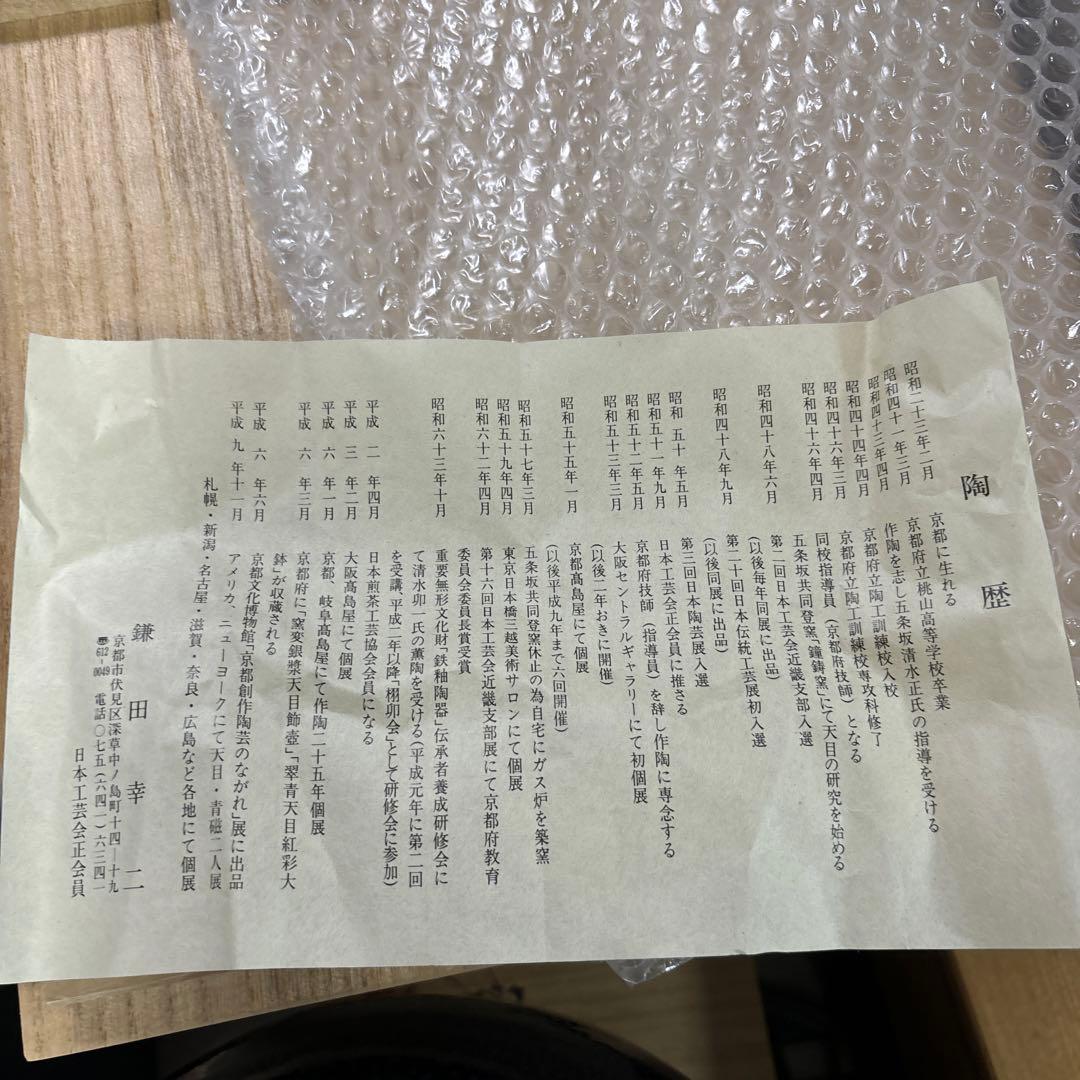 陶歴
昭和二十三年二月　京都に生れる
昭和四十一年三月　京都府立桃山高等学校卒業
作陶を志し五条坂清水正氏の指導を受ける
昭和四十三年四月　京都府立陶工訓練校入校
昭和四十四年四月　京都府立陶工訓練校専攻科修了
昭和四十六年三月　同校指導員（京都府技師）となる
昭和四十六年四月　五条坂共同登窯「鐘鋳窯」にて天目の研究を始める
昭和四十八年六月　第二回日本工芸会近畿支部入選
（以後毎年同展に出品）
昭和四十八年九月　第二十回日本伝統工芸展初入選
（以後同展に出品）
昭和五十年五月　第三回日本陶芸展入選
昭和五十一年九月　日本工芸会正会員に推さる
昭和五十二年五月　京都府技師（指導員）を辞し作陶に専念する
昭和五十三年三月　大阪セントラルギャラリーにて初個展
（以後二年おきに開催）
昭和五十五年一月　京都髙島屋にて個展
（以後平成九年まで六回開催）
昭和五十七年三月　五条坂共同登窯休止の為自宅にガス炉を築窯
昭和五十九年四月　東京日本橋三越美術サロンにて個展
昭和六十二年四月　第十六回日本工芸会近畿支部展にて京都府教育
委員会委員長賞受賞
昭和六十三年十月　重要無形文化財「鉄釉陶器」伝承者養成研修会に
て清水卯一氏の薫陶を受ける（平成元年に第二回
を受講、平成二年以降「栩卯会」として研修会に参加）
平成二年四月　日本煎茶工芸協会会員になる
平成三年二月　大阪髙島屋にて個展
平成六年一月　京都、岐阜髙島屋にて作陶二十五年個展
平成六年三月　京都府に「窯変銀漿天目飾壺」「翠青天目紅彩大
鉢」が収蔵される
平成六年六月　京都文化博物館「京都創作陶芸のながれ」展に出品
平成九年十一月　アメリカ、ニューヨークにて天目・青磁二人展
札幌・新潟・名古屋・滋賀・奈良・広島など各地にて個展
鎌田幸二
京都市伏見区深草中ノ島町十四―十九
☎612-0049　電話〇七五（六四一）六三四一
日本工芸会正会員